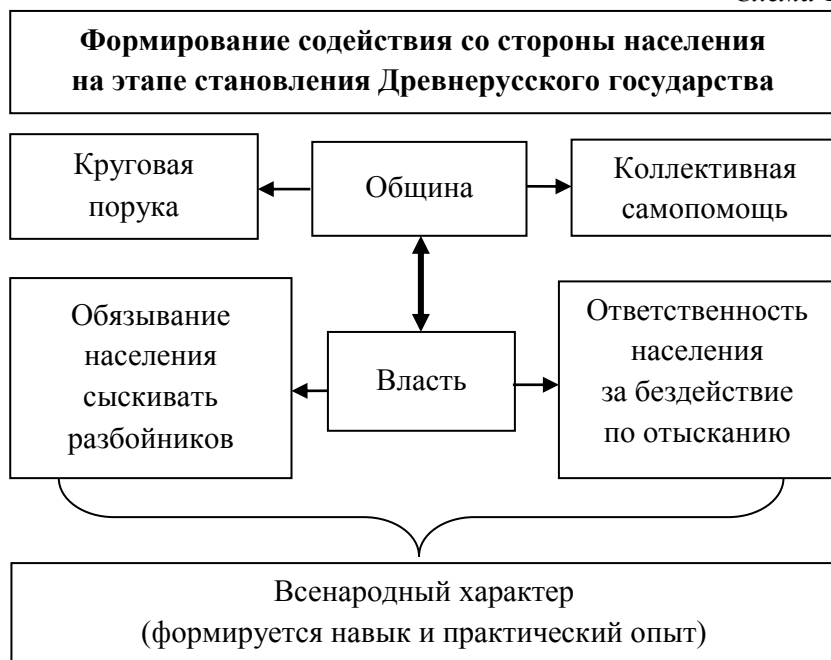 Формирование содействия со стороны населения
на этапе становления Древнерусского государства
Круговая
порука
Община
Коллективная
самопомощь
Обязывание
населения
сыскивать
разбойников
Власть
Ответственность
населения
за бездействие
по отысканию
Всенародный характер
(формируется навык и практический опыт)